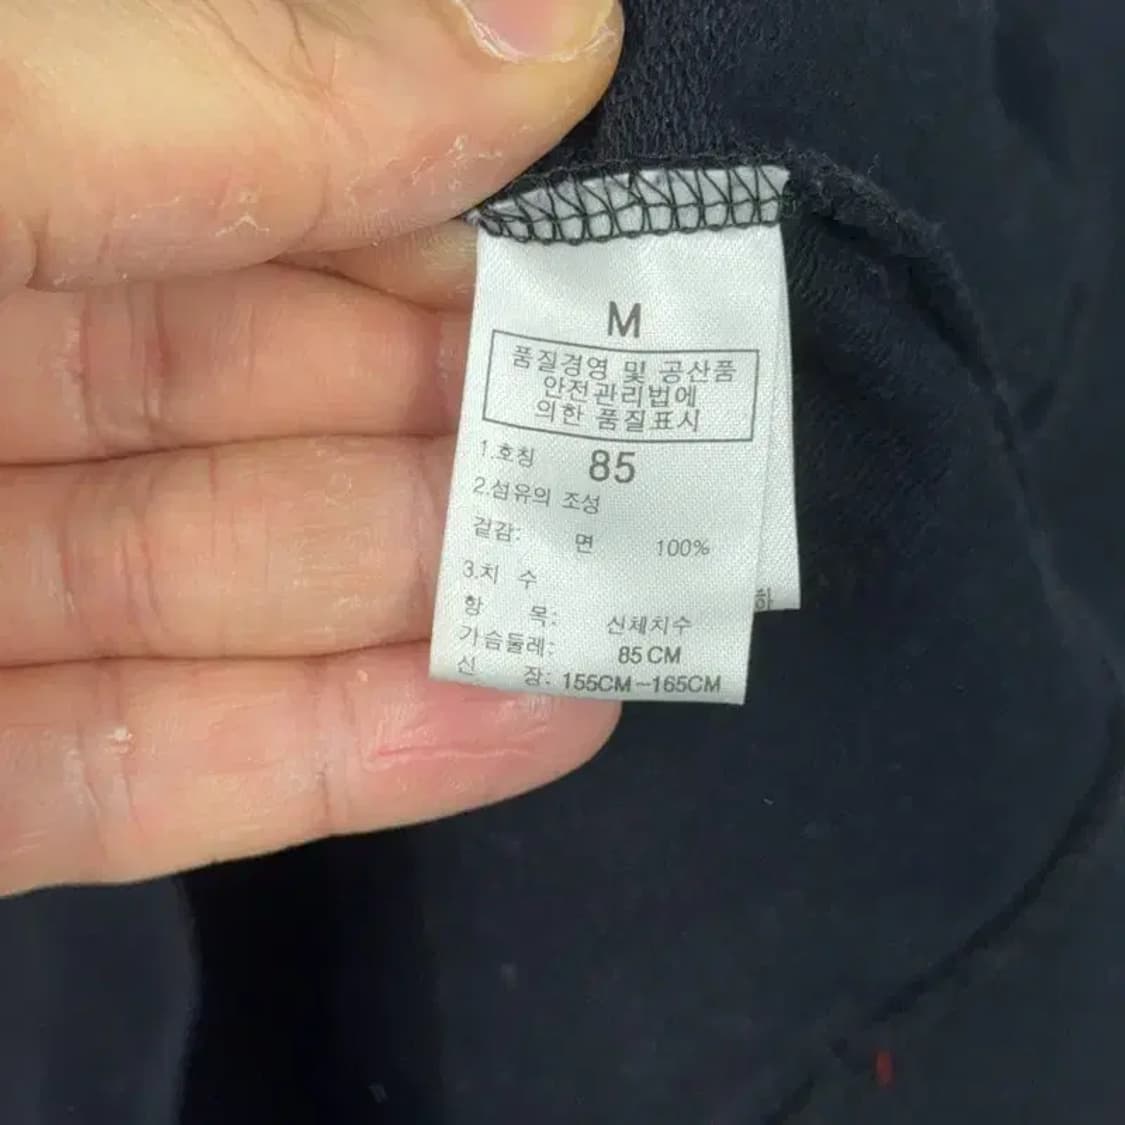 M
품질경영 및 공산품
안전관리법에
의한 품질표시
1.호칭 85
2.섬유의 조성
겉감: 면 100%
3.치 수
항 목: 신체치수
가슴둘레: 85CM
신 장: 155CM-165CM
하